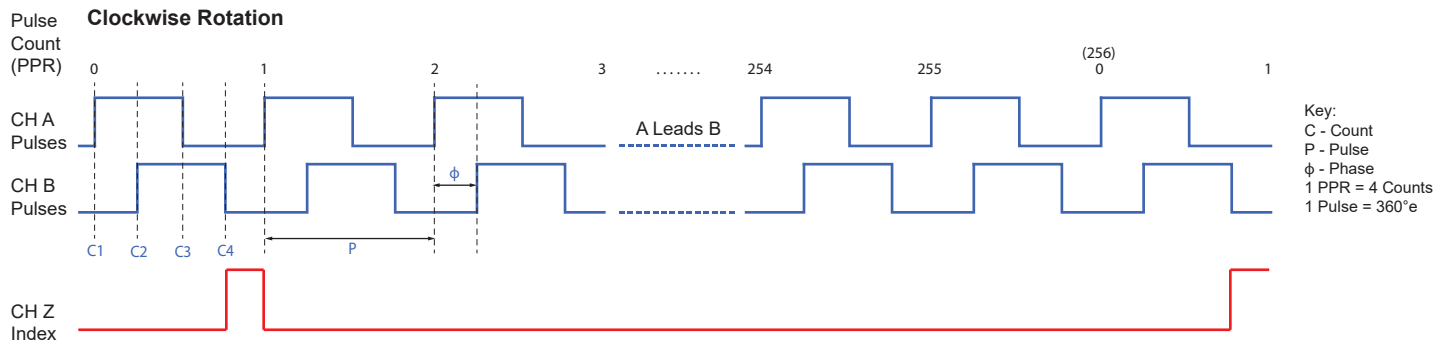 Clockwise Rotation
Pulse
Count
(PPR)
0 1 2 3 ....... 254 255 (256) 0 1
CH A
Pulses
A Leads B
CH B
Pulses
ϕ
C1 C2 C3 C4 P
CH Z
Index
Key:
C - Count
P - Pulse
ϕ - Phase
1 PPR = 4 Counts
1 Pulse = 360°e